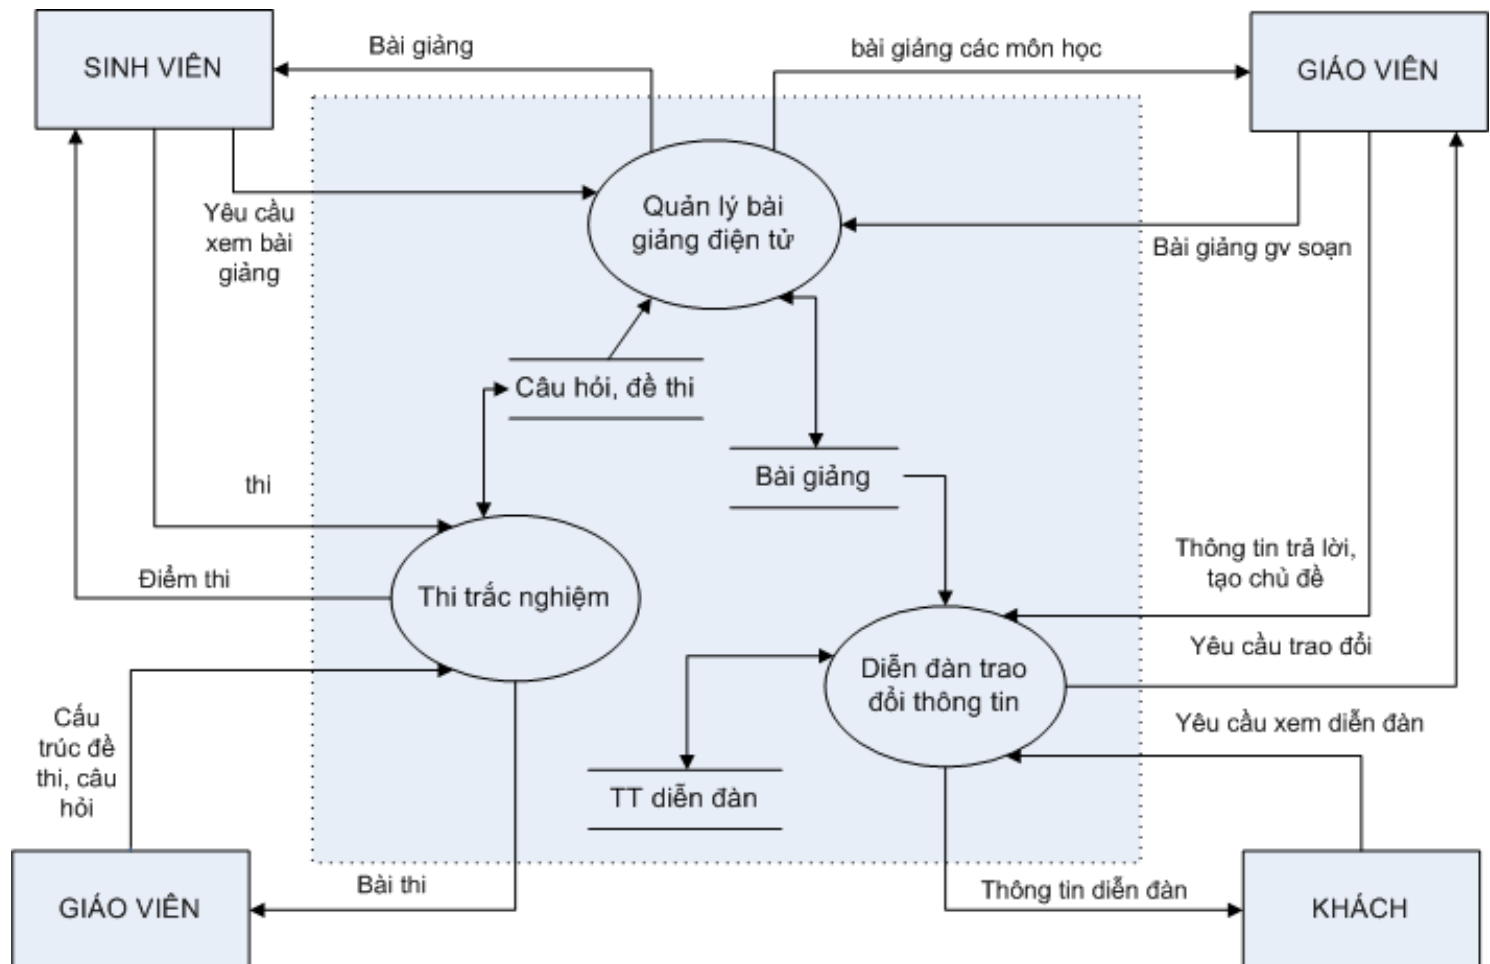 SINH VIÊN
Bài giảng
bài giảng các môn học
GIÁO VIÊN
Yêu cầu
xem bài
giảng
Quản lý bài
giảng điện tử
Bài giảng gv soạn
Câu hỏi, đề thi
Bài giảng
thi
Điểm thi
Thi trắc nghiệm
Thông tin trả lời,
tạo chủ đề
Yêu cầu trao đổi
Diễn đàn trao
đổi thông tin
Yêu cầu xem diễn đàn
Cấu
trúc đề
thi, câu
hỏi
TT diễn đàn
GIÁO VIÊN
Bài thi
Thông tin diễn đàn
KHÁCH